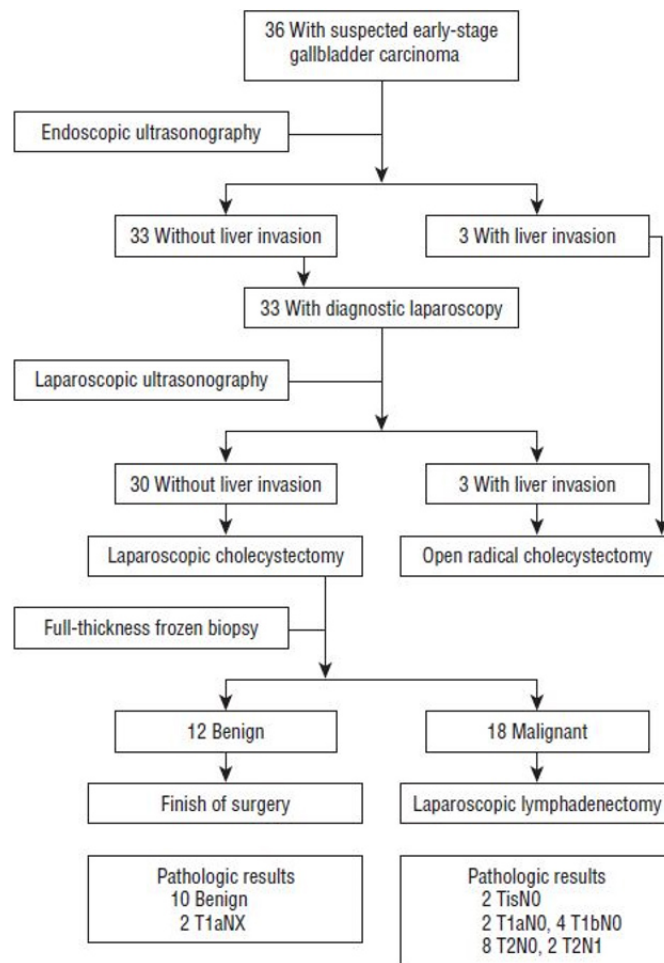 36 With suspected early-stage
gallbladder carcinoma
Endoscopic ultrasonography
33 Without liver invasion
3 With liver invasion
33 With diagnostic laparoscopy
Laparoscopic ultrasonography
30 Without liver invasion
3 With liver invasion
Laparoscopic cholecystectomy
Open radical cholecystectomy
Full-thickness frozen biopsy
12 Benign
18 Malignant
Finish of surgery
Laparoscopic lymphadenectomy
Pathologic results
10 Benign
2 T1aNX
Pathologic results
2 TisN0
2 T1aN0, 4 T1bN0
8 T2N0, 2 T2N1